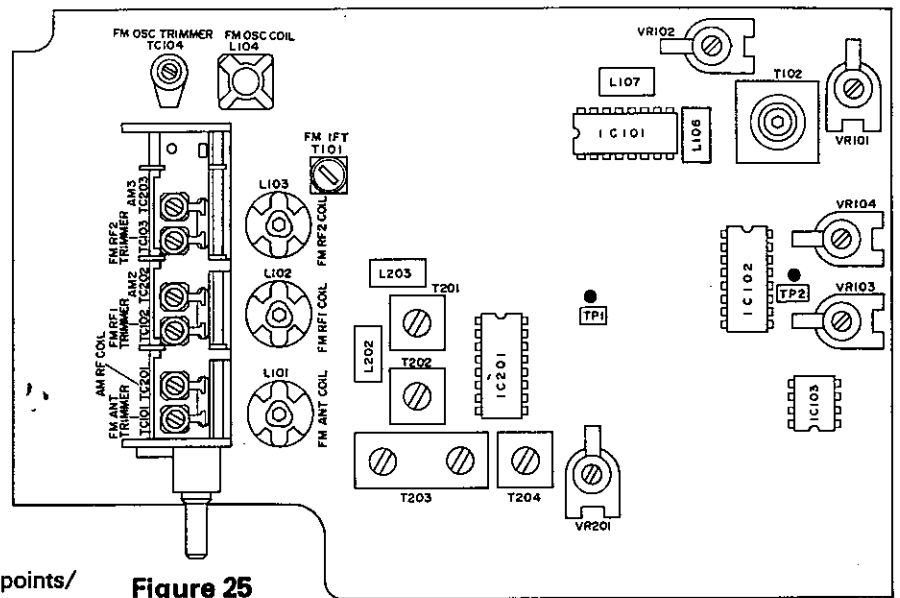 FM OSC TRIMMER
TC104
FM OSC COIL
L104
VR102
L107
T102
IC101
L106
VR101
FM IFT
T101
AM3
TC203
FM RF2
TRIMMER
TC103
L103
FM RF2 COIL
VR104
AM2
TC202
FM RF1
TRIMMER
TC102
L102
FM RF1 COIL
L203
T201
IC102
TP1
TP2
VR103
AM RF COIL
TC201
FM ANT
TRIMMER
TC101
L101
FM ANT COIL
L202
T202
IC201
IC103
T203
T204
VR201
points/
Figure 25